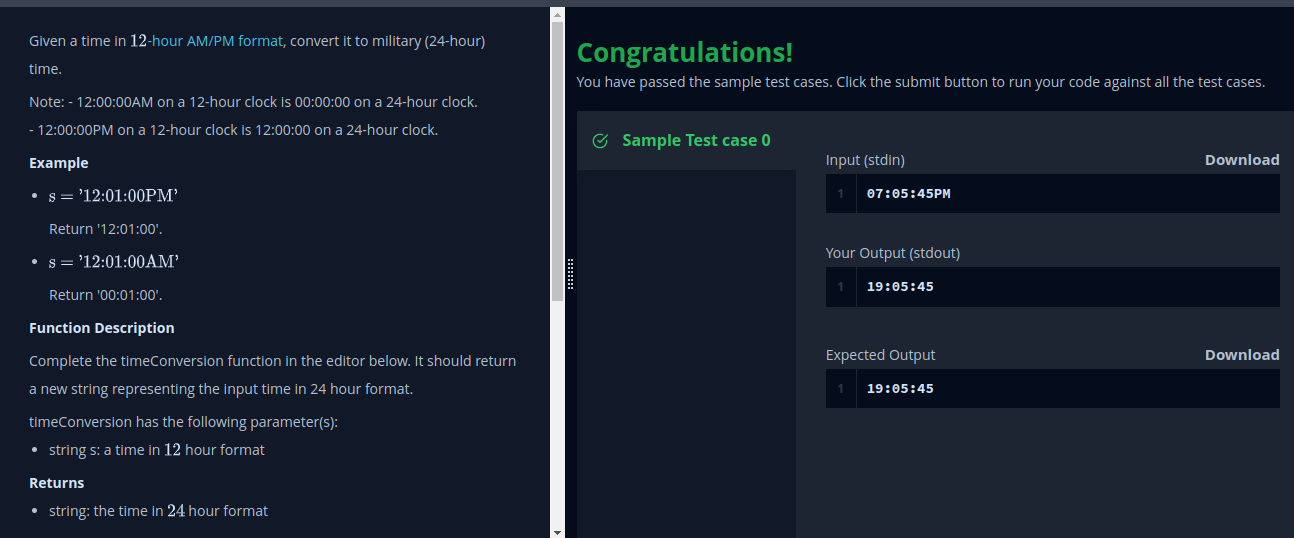 Given a time in 12-hour AM/PM format, convert it to military (24-hour)
time.
Note: - 12:00:00AM on a 12-hour clock is 00:00:00 on a 24-hour clock.
- 12:00:00PM on a 12-hour clock is 12:00:00 on a 24-hour clock.
Example
• s = '12:01:00PM'
Return '12:01:00'.
• s = '12:01:00AM'
Return '00:01:00'.
Function Description
Complete the timeConversion function in the editor below. It should return
a new string representing the input time in 24 hour format.
timeConversion has the following parameter(s):
• string s: a time in 12 hour format
Returns
• string: the time in 24 hour format
Congratulations!
You have passed the sample test cases. Click the submit button to run your code against all the test cases.
Sample Test case 0
Input (stdin) Download
1 07:05:45PM
Your Output (stdout)
1 19:05:45
Expected Output Download
1 19:05:45